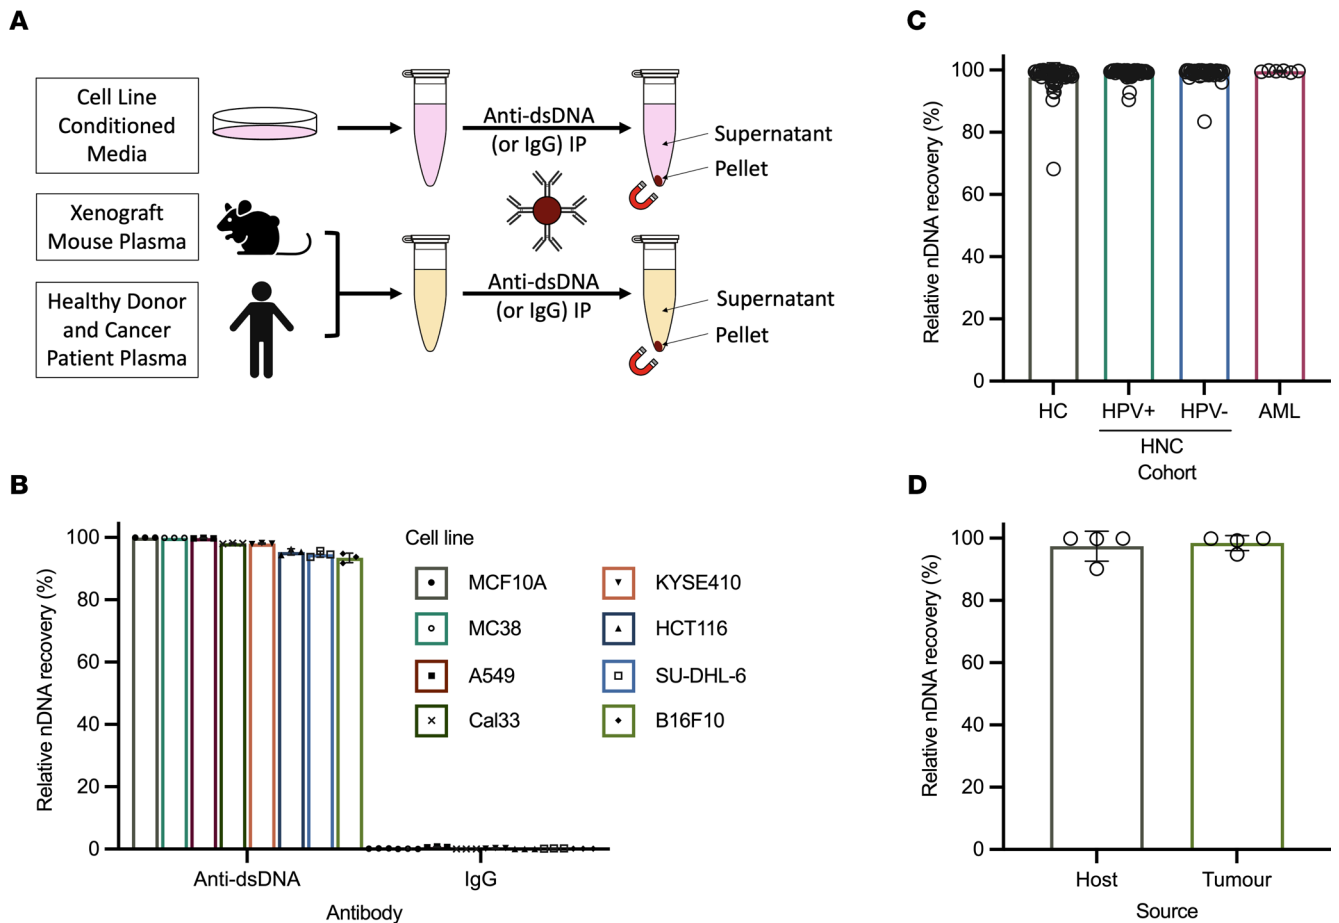 A
Cell Line
Conditioned
Media
Xenograft
Mouse Plasma
Healthy Donor
and Cancer
Patient Plasma
Anti-dsDNA
(or IgG) IP
Supernatant
Pellet
Anti-dsDNA
(or IgG) IP
Supernatant
Pellet
C
Relative nDNA recovery (%)
100
80
60
40
20
0
HC
HPV+
HPV-
AML
HNC
Cohort
B
Relative nDNA recovery (%)
100
80
60
40
20
0
Anti-dsDNA
IgG
Antibody
Cell line
MCF10A
MC38
A549
Cal33
KYSE410
HCT116
SU-DHL-6
B16F10
D
Relative nDNA recovery (%)
100
80
60
40
20
0
Host
Tumour
Source